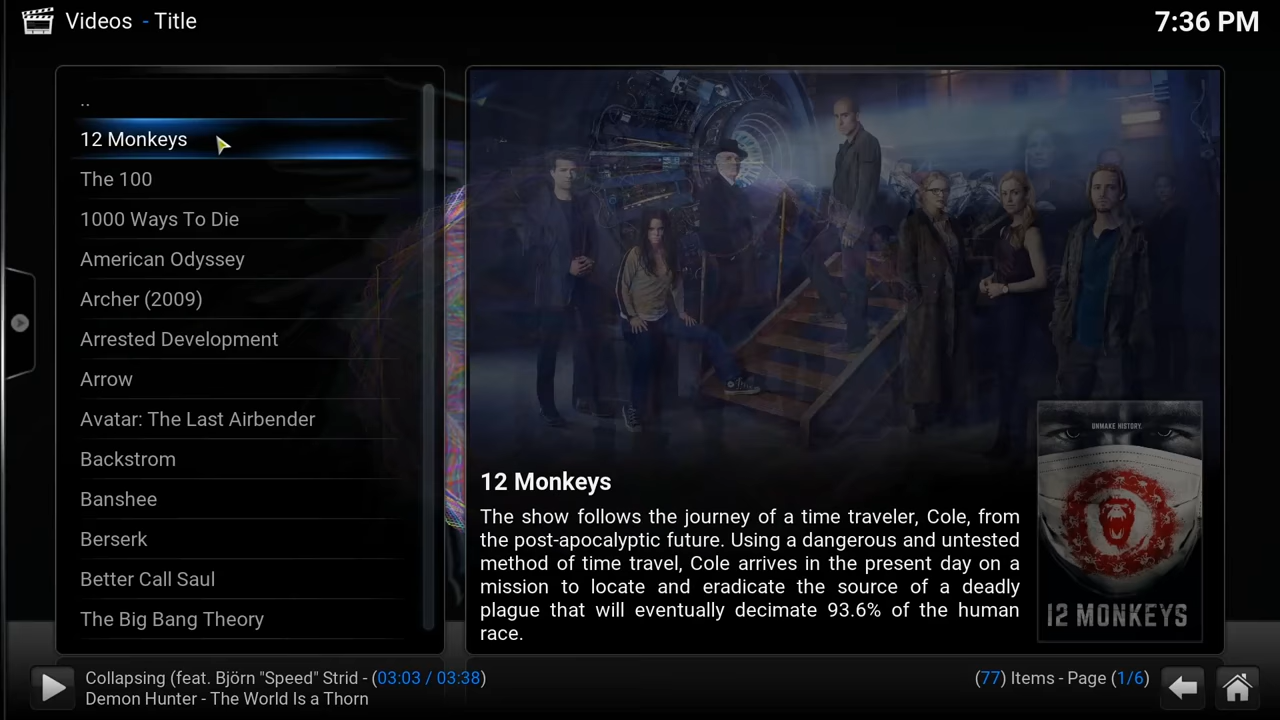 Videos - Title
7:36 PM
..
12 Monkeys
The 100
1000 Ways To Die
American Odyssey
Archer (2009)
Arrested Development
Arrow
Avatar: The Last Airbender
Backstrom
Banshee
Berserk
Better Call Saul
The Big Bang Theory
12 Monkeys
The show follows the journey of a time traveler, Cole, from
the post-apocalyptic future. Using a dangerous and untested
method of time travel, Cole arrives in the present day on a
mission to locate and eradicate the source of a deadly
plague that will eventually decimate 93.6% of the human
race.
UNMAKE HISTORY.
12 MONKEYS
Collapsing (feat. Björn "Speed" Strid - (03:03 / 03:38)
Demon Hunter - The World Is a Thorn
(77) Items - Page (1/6)